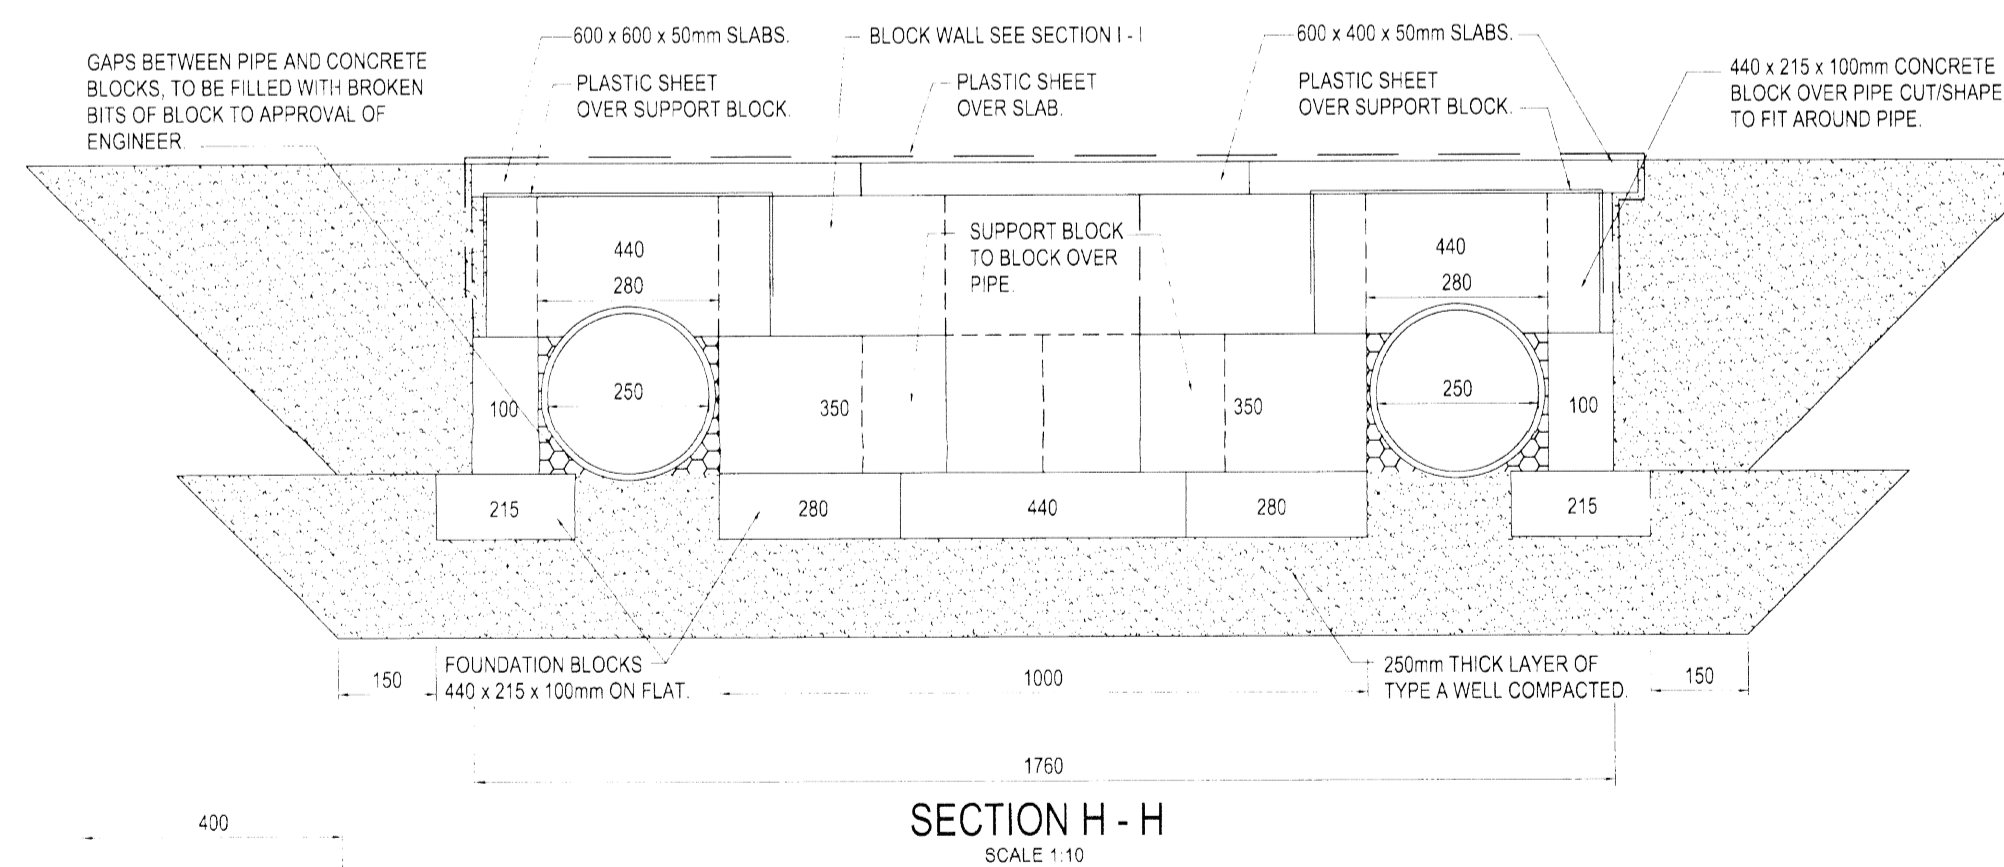 600 x 600 x 50mm SLABS.
BLOCK WALL SEE SECTION I - I
600 x 400 x 50mm SLABS.
GAPS BETWEEN PIPE AND CONCRETE
BLOCKS, TO BE FILLED WITH BROKEN
BITS OF BLOCK TO APPROVAL OF
ENGINEER.
PLASTIC SHEET
OVER SUPPORT BLOCK.
PLASTIC SHEET
OVER SLAB.
PLASTIC SHEET
OVER SUPPORT BLOCK.
440 x 215 x 100mm CONCRETE
BLOCK OVER PIPE CUT/SHAPE
TO FIT AROUND PIPE.
440
280
SUPPORT BLOCK
TO BLOCK OVER
PIPE.
440
280
100
250
350
350
250
100
215
280
440
280
215
150
FOUNDATION BLOCKS
440 x 215 x 100mm ON FLAT.
1000
250mm THICK LAYER OF
TYPE A WELL COMPACTED.
150
1760
SECTION H - H
SCALE 1:10
400